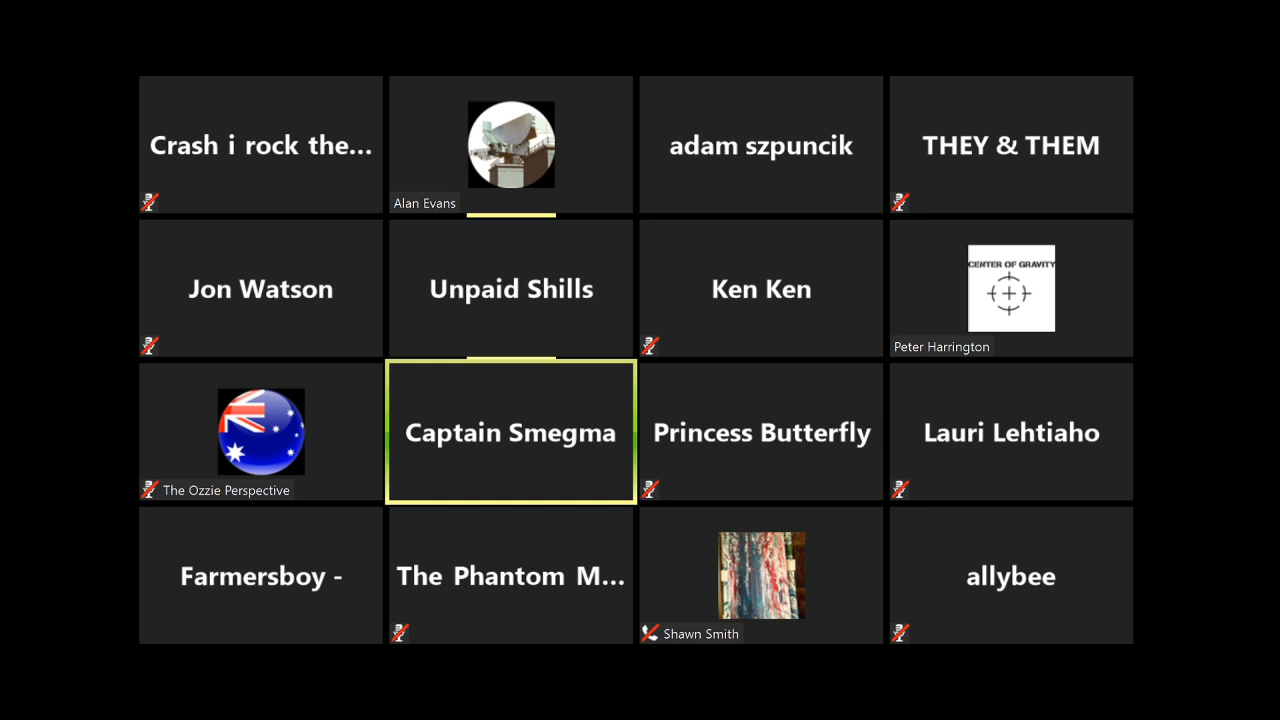 Crash i rock the...
Alan Evans
adam szpuncik
THEY & THEM
Jon Watson
Unpaid Shills
Ken Ken
CENTER OF GRAVITY
Peter Harrington
The Ozzie Perspective
Captain Smegma
Princess Butterfly
Lauri Lehtiaho
Farmersboy -
The Phantom M...
Shawn Smith
allybee